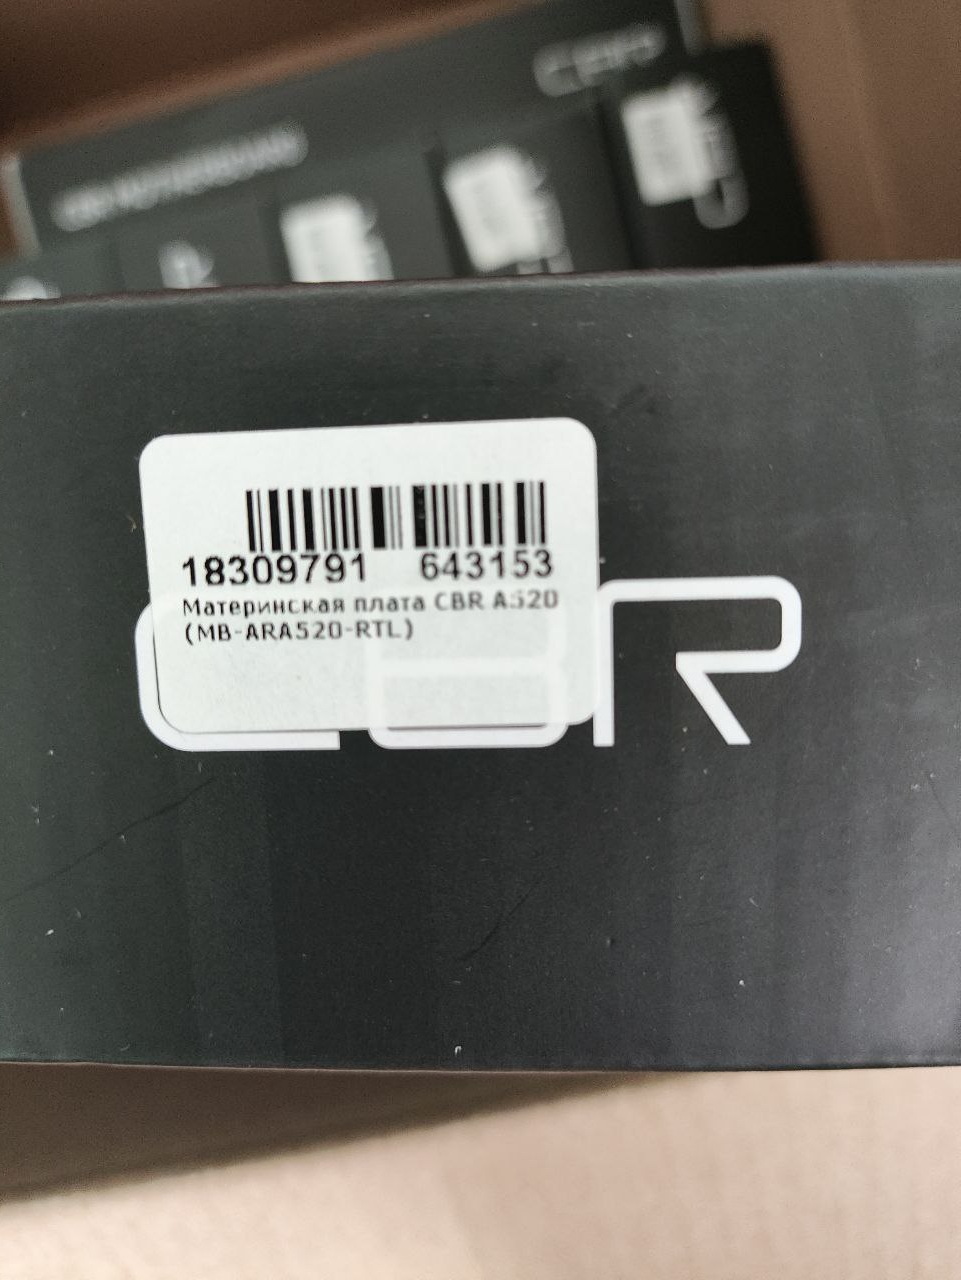 18309791 643153
Материнская плата CBR A520
(MB-ARA520-RTL)
CBR